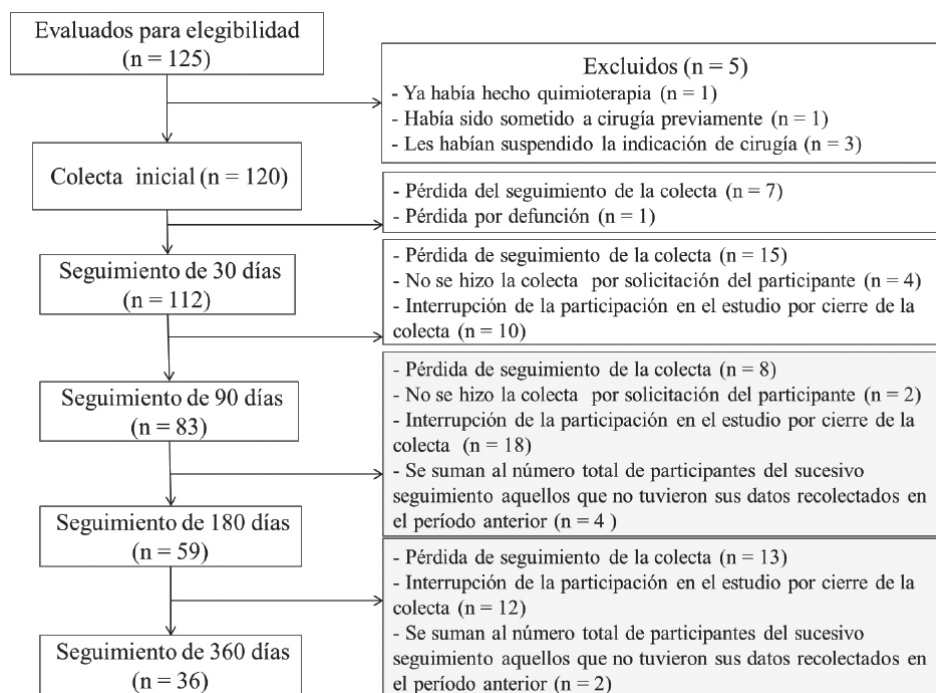 Evaluados para elegibilidad
(n = 125)
Excluidos (n = 5)
- Ya había hecho quimioterapia (n = 1)
- Había sido sometido a cirugía previamente (n = 1)
- Les habían suspendido la indicación de cirugía (n = 3)
Colecta inicial (n = 120)
- Pérdida del seguimiento de la colecta (n = 7)
- Pérdida por defunción (n = 1)
Seguimiento de 30 días
(n = 112)
- Pérdida de seguimiento de la colecta (n = 15)
- No se hizo la colecta por solicitación del participante (n = 4)
- Interrupción de la participación en el estudio por cierre de la
colecta (n = 10)
Seguimiento de 90 días
(n = 83)
- Pérdida de seguimiento de la colecta (n = 8)
- No se hizo la colecta por solicitación del participante (n = 2)
- Interrupción de la participación en el estudio por cierre de la
colecta (n = 18)
- Se suman al número total de participantes del sucesivo
seguimiento aquellos que no tuvieron sus datos recolectados en
el período anterior (n = 4 )
Seguimiento de 180 días
(n = 59)
- Pérdida de seguimiento de la colecta (n = 13)
- Interrupción de la participación en el estudio por cierre de la
colecta (n = 12)
- Se suman al número total de participantes del sucesivo
seguimiento aquellos que no tuvieron sus datos recolectados en
el período anterior (n = 2)
Seguimiento de 360 días
(n = 36)